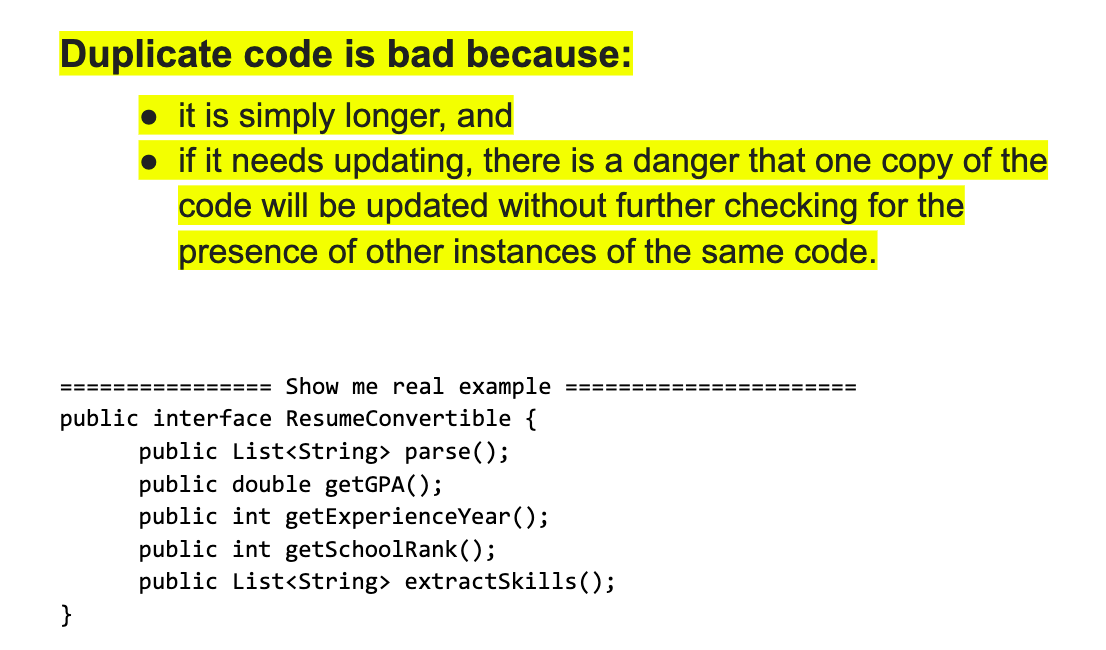 Duplicate code is bad because:
● it is simply longer, and
● if it needs updating, there is a danger that one copy of the
code will be updated without further checking for the
presence of other instances of the same code.
================ Show me real example ======================
public interface ResumeConvertible {
public List<String> parse();
public double getGPA();
public int getExperienceYear();
public int getSchoolRank();
public List<String> extractSkills();
}